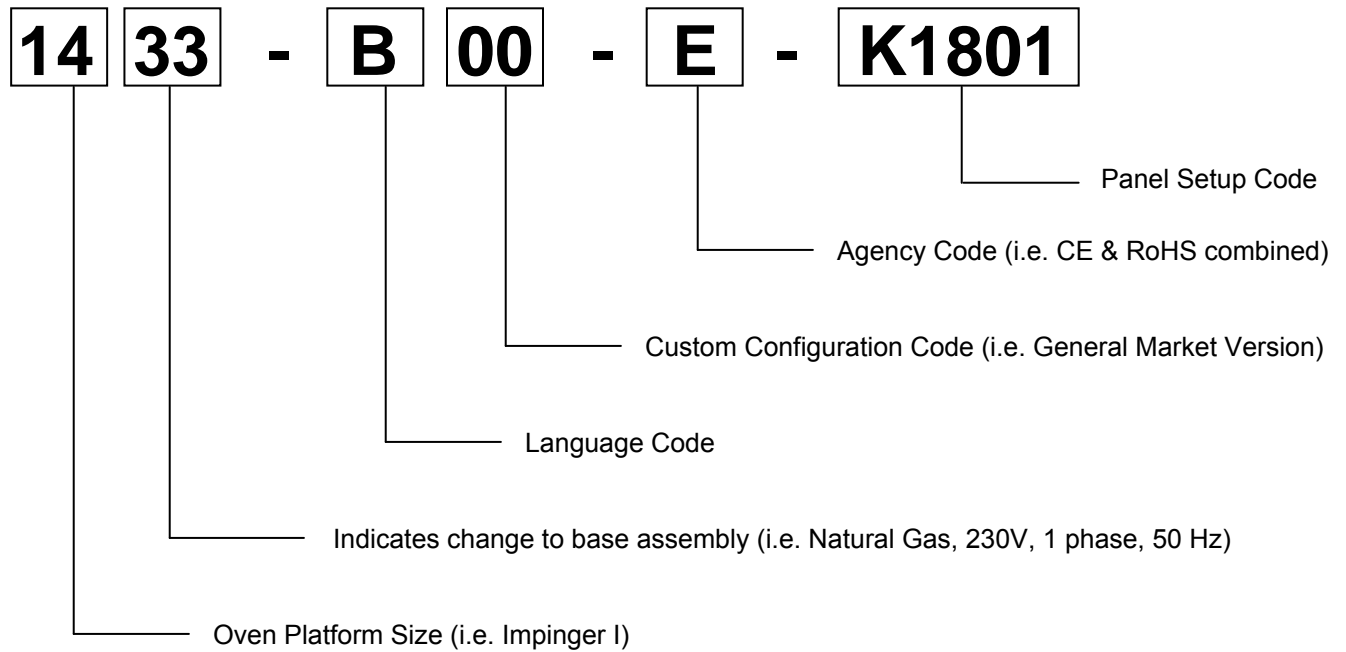 14 33 - B 00 - E - K1801
Panel Setup Code
Agency Code (i.e. CE & RoHS combined)
Custom Configuration Code (i.e. General Market Version)
Language Code
Indicates change to base assembly (i.e. Natural Gas, 230V, 1 phase, 50 Hz)
Oven Platform Size (i.e. Impinger I)